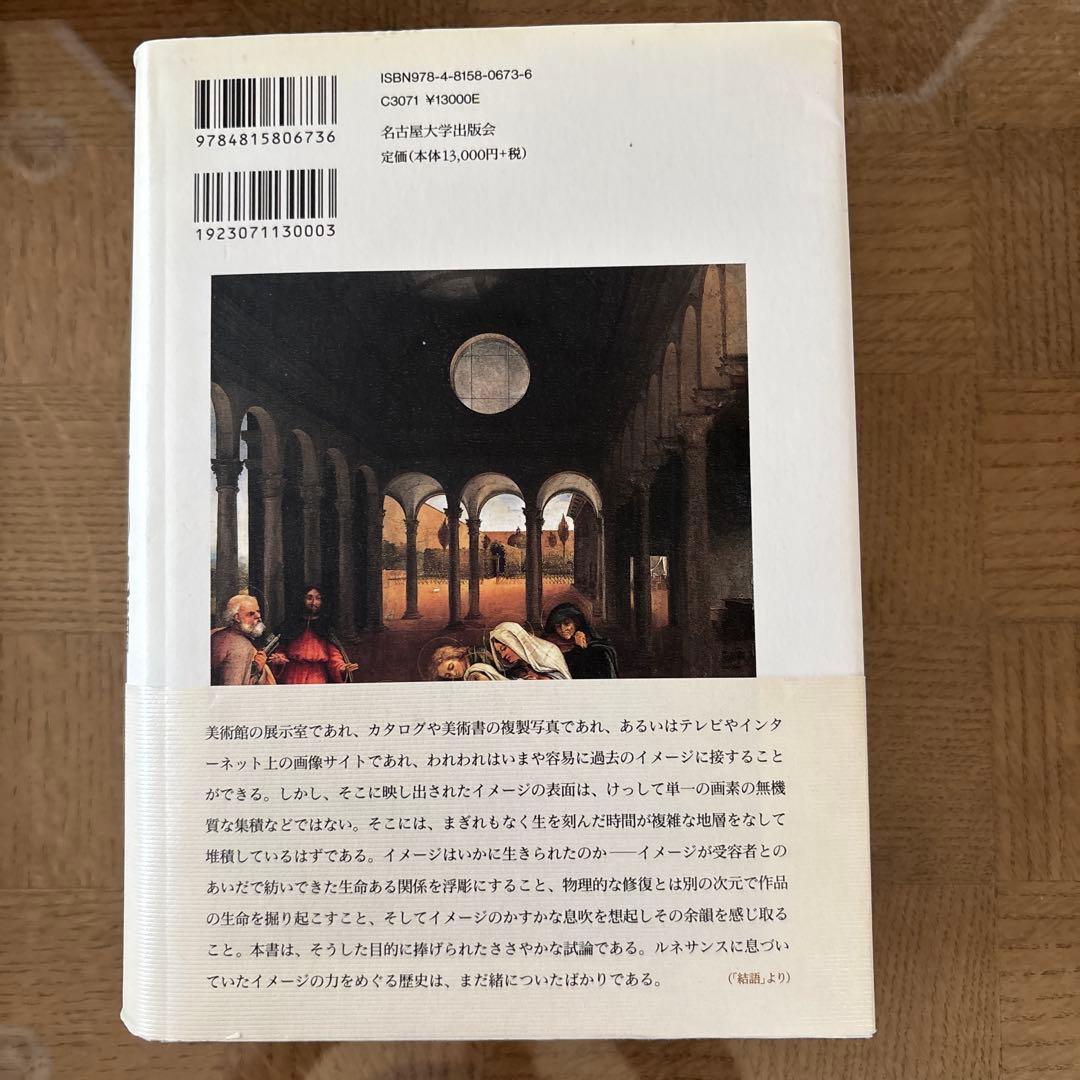 ISBN978-4-8158-0673-6
C3071 ¥13000E
名古屋大学出版会
定価(本体13,000円+税)
9784815806736
1923071130003
美術館の展示室であれ、カタログや美術書の複製写真であれ、あるいはテレビやインタ
ーネット上の画像サイトであれ、われわれはいまや容易に過去のイメージに接すること
ができる。しかし、そこに映し出されたイメージの表面は、けっして単一の画素の無機
質な集積などではない。そこには、まぎれもなく生を刻んだ時間が複雑な地層をなして
堆積しているはずである。イメージはいかに生きられたのか──イメージが受容者との
あいだで紡いできた生命ある関係を浮彫にすること、物理的な修復とは別の次元で作品
の生命を掘り起こすこと、そしてイメージのかすかな息吹を想起しその余韻を感じ取る
こと。本書は、そうした目的に捧げられたささやかな試論である。ルネサンスに息づい
ていたイメージの力をめぐる歴史は、まだ緒についたばかりである。 (「結語」より)